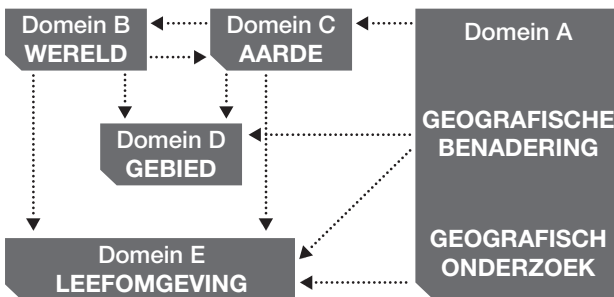 Domein B
WERELD
Domein C
AARDE
Domein A
GEOGRAFISCHE
BENADERING
GEOGRAFISCH
ONDERZOEK
Domein D
GEBIED
Domein E
LEEFOMGEVING